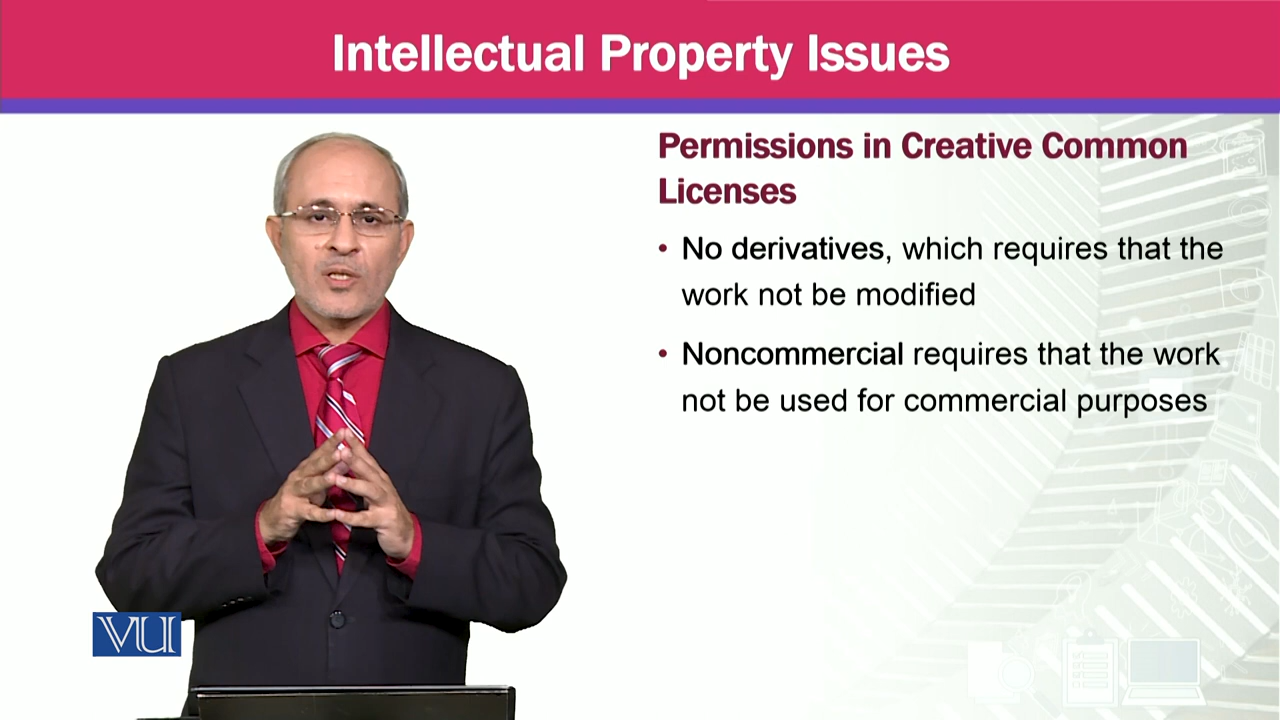 Intellectual Property Issues
Permissions in Creative Common
Licenses
• No derivatives, which requires that the
work not be modified
• Noncommercial requires that the work
not be used for commercial purposes
VU